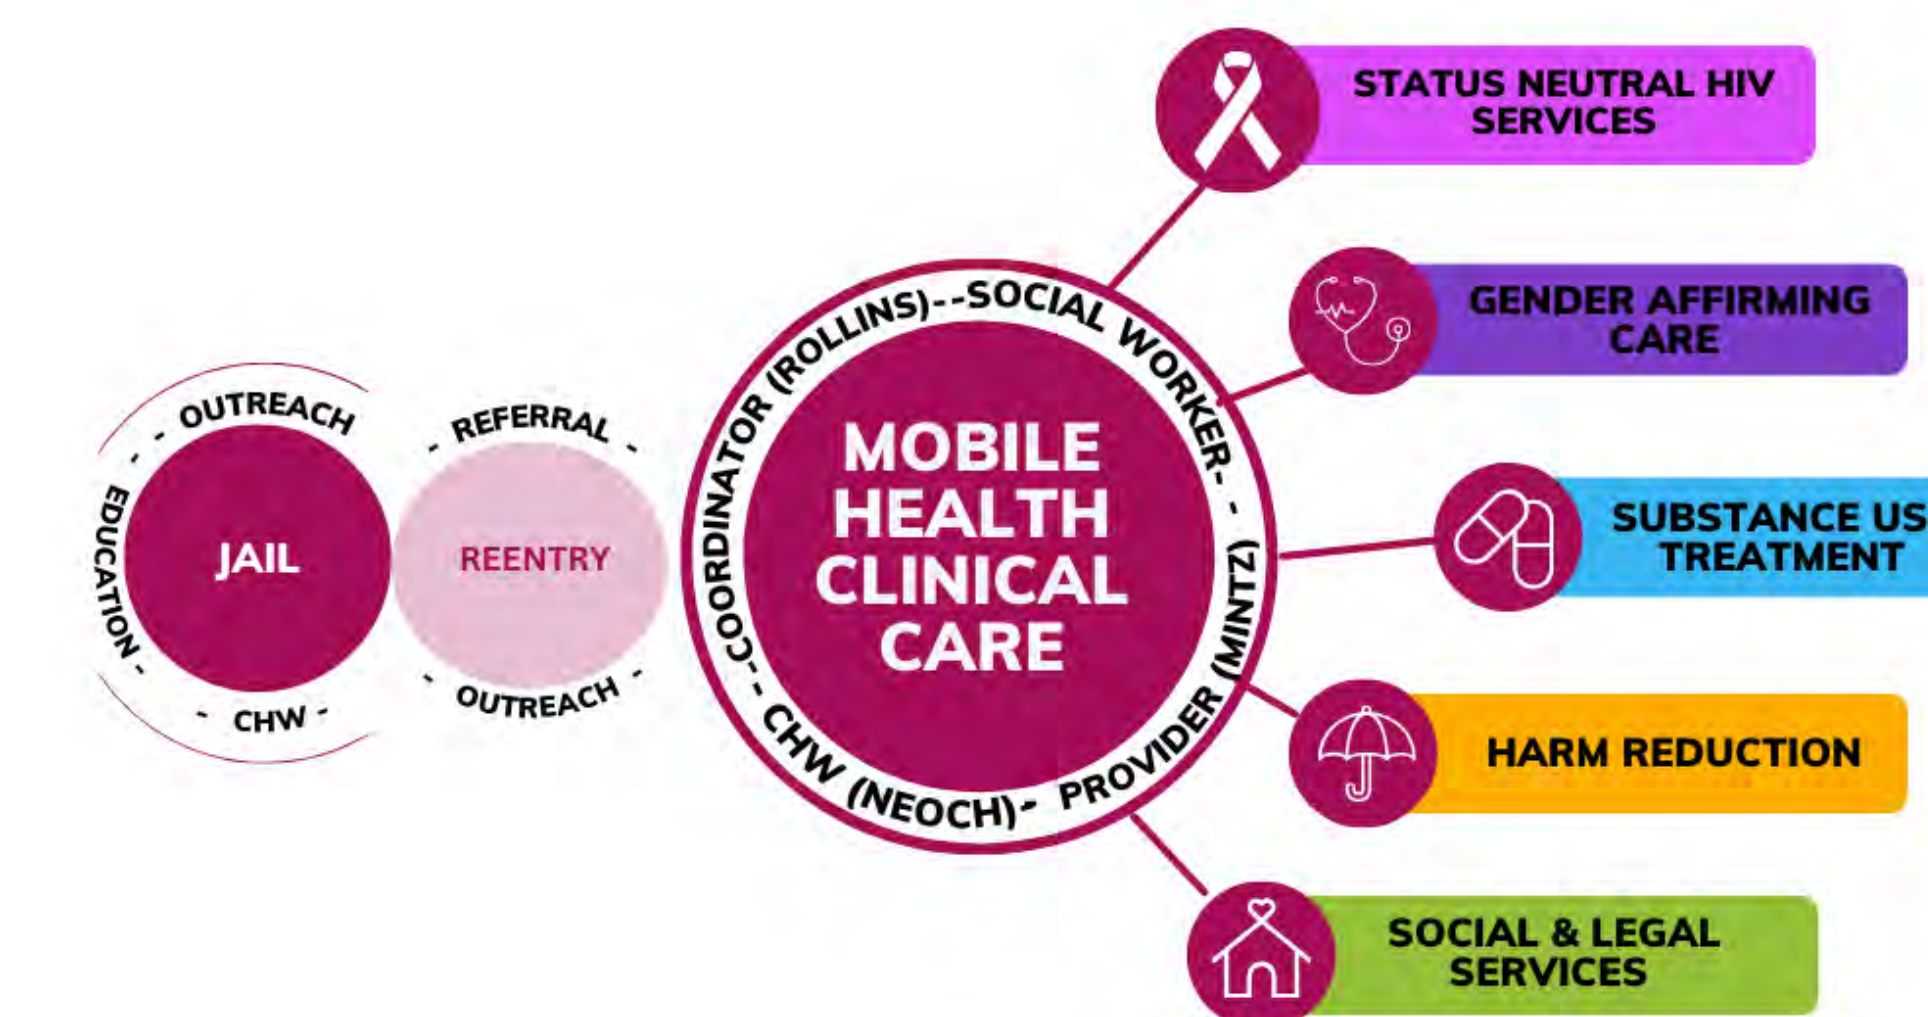 - OUTREACH
- EDUCATION -
- CHW -
JAIL
- REFERRAL -
REENTRY
- OUTREACH -
COORDINATOR (ROLLINS)--SOCIAL WORKER- - PROVIDER (MINTZ)
- CHW (NEOCH)-
MOBILE
HEALTH
CLINICAL
CARE
STATUS NEUTRAL HIV
SERVICES
GENDER AFFIRMING
CARE
SUBSTANCE US
TREATMENT
HARM REDUCTION
SOCIAL & LEGAL
SERVICES